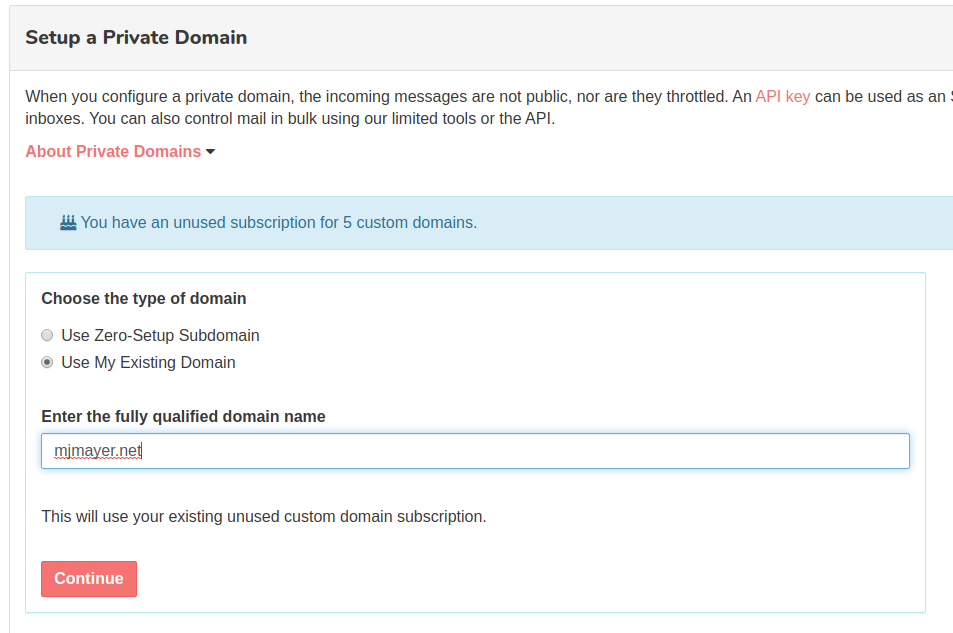 Setup a Private Domain
When you configure a private domain, the incoming messages are not public, nor are they throttled. An API key can be used as an
inboxes. You can also control mail in bulk using our limited tools or the API.
About Private Domains
You have an unused subscription for 5 custom domains.
Choose the type of domain
Use Zero-Setup Subdomain
Use My Existing Domain
Enter the fully qualified domain name
mjmayer.net
This will use your existing unused custom domain subscription.
Continue